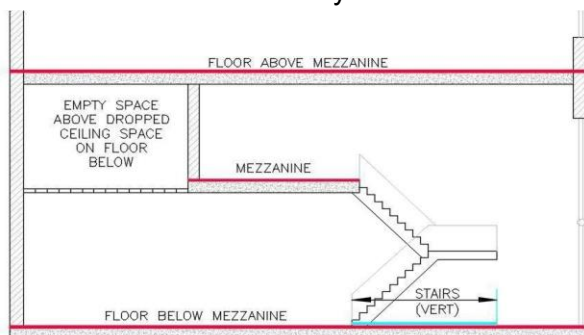 FLOOR ABOVE MEZZANINE
EMPTY SPACE
ABOVE DROPPED
CEILING SPACE
ON FLOOR
BELOW
MEZZANINE
STAIRS
(VERT)
FLOOR BELOW MEZZANINE